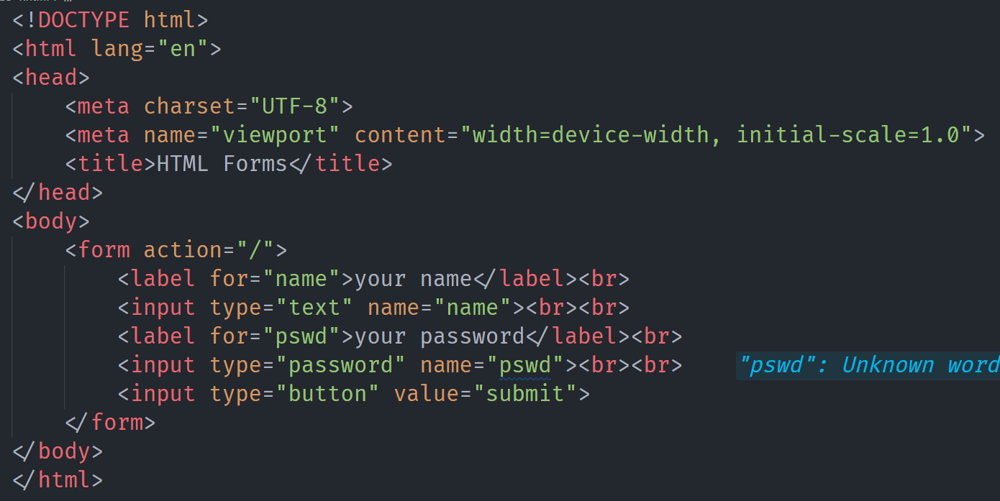 <!DOCTYPE html>
<html lang="en">
<head>
    <meta charset="UTF-8">
    <meta name="viewport" content="width=device-width, initial-scale=1.0">
    <title>HTML Forms</title>
</head>
<body>
    <form action="/">
        <label for="name">your name</label><br>
        <input type="text" name="name"><br><br>
        <label for="pswd">your password</label><br>
        <input type="password" name="pswd"><br><br>    "pswd": Unknown word
        <input type="button" value="submit">
    </form>
</body>
</html>